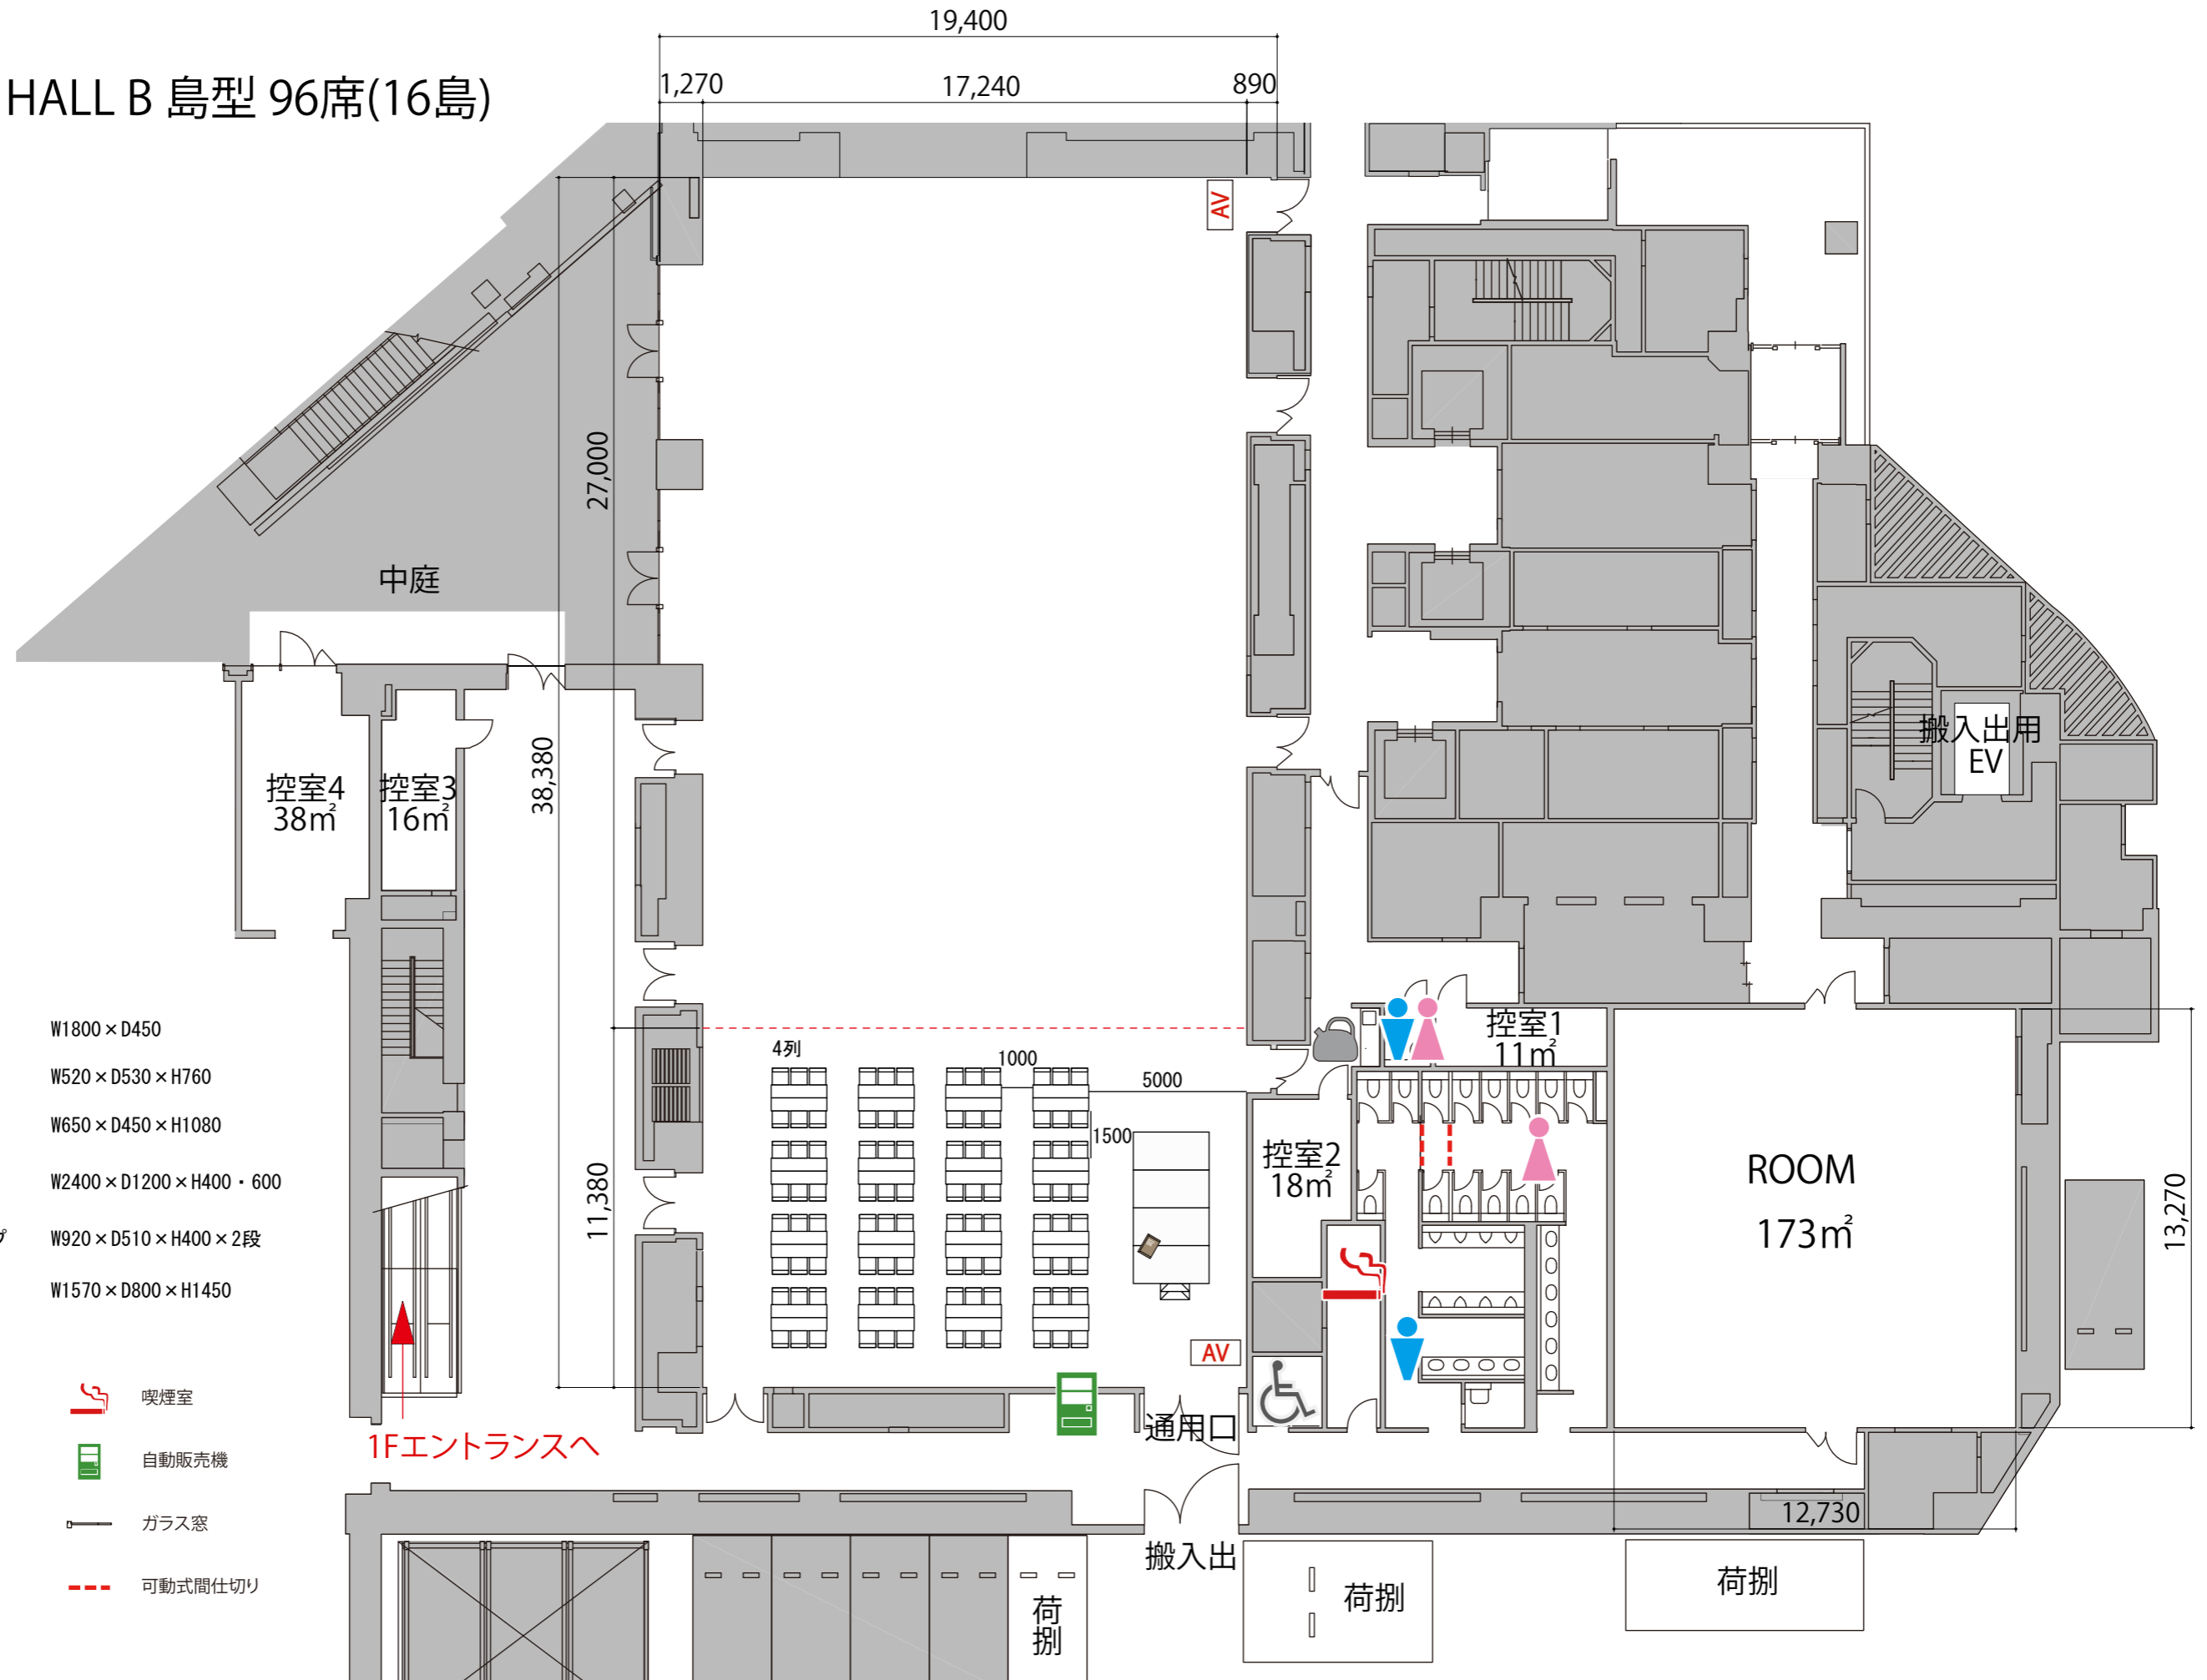 19,400
1,270
17,240
890
HALL B 島型 96席(16島)
AV
27,000
中庭
38,380
控室4
38㎡
控室3
16㎡
搬入出用
EV
W1800×D450
W520×D530×H760
W650×D450×H1080
W2400×D1200×H400・600
プ
W920×D510×H400×2段
W1570×D800×H1450
4列
1000
5000
1500
11,380
控室1
11㎡
控室2
18㎡
ROOM
173㎡
13,270
AV
喫煙室
自動販売機
ガラス窓
可動式間仕切り
1Fエントランスへ
通用口
搬入出
12,730
荷捌
荷捌
荷捌